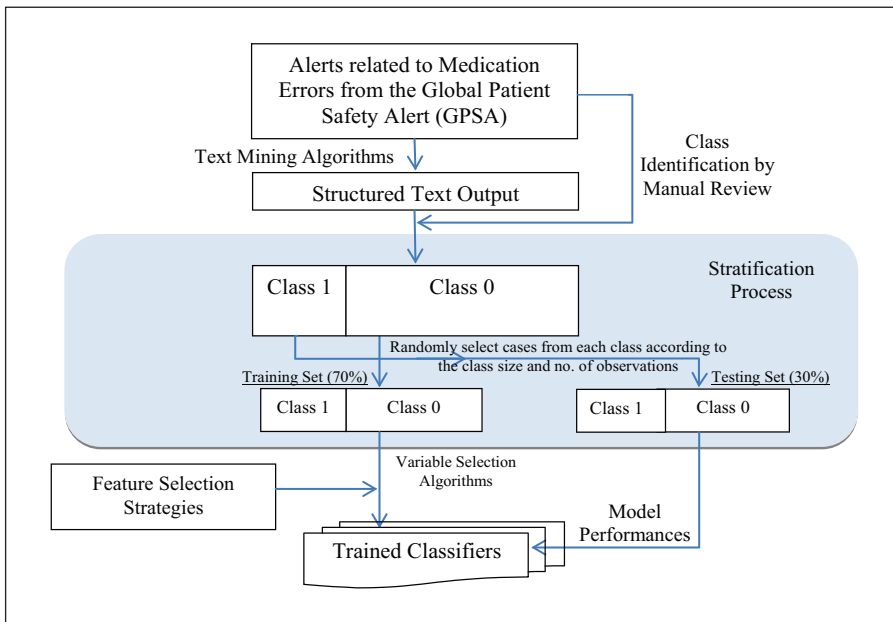 Alerts related to Medication
Errors from the Global Patient
Safety Alert (GPSA)
Text Mining Algorithms
Class
Identification by
Manual Review
Structured Text Output
Stratification
Process
Class 1
Class 0
Randomly select cases from each class according to
the class size and no. of observations
Training Set (70%)
Testing Set (30%)
Class 1
Class 0
Class 1
Class 0
Variable Selection
Algorithms
Feature Selection
Strategies
Model
Performances
Trained Classifiers